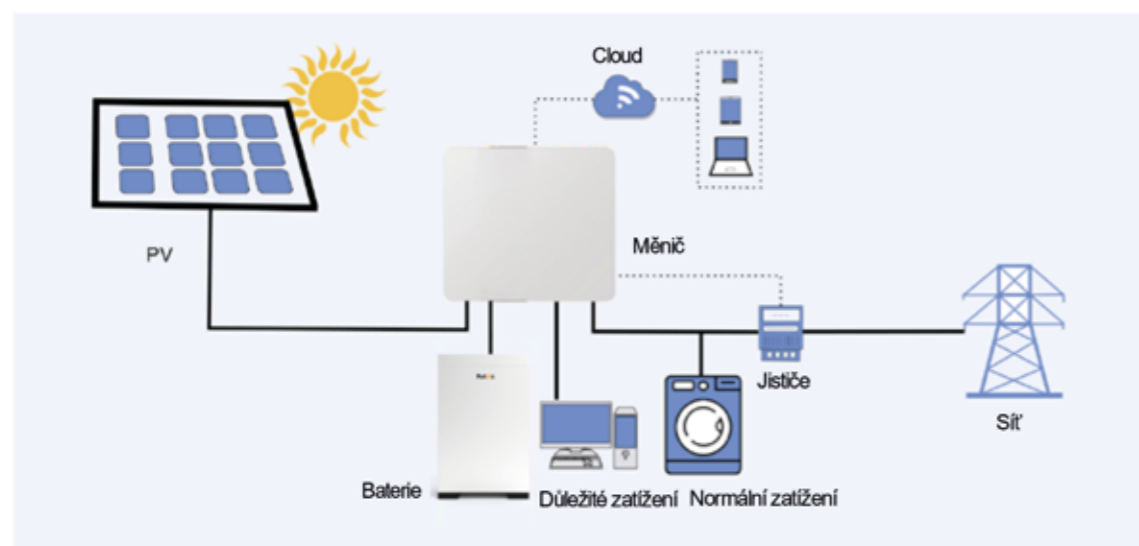 Cloud
PV
Měnič
Jističe
Síť
Baterie
Důležité zatížení
Normální zatížení